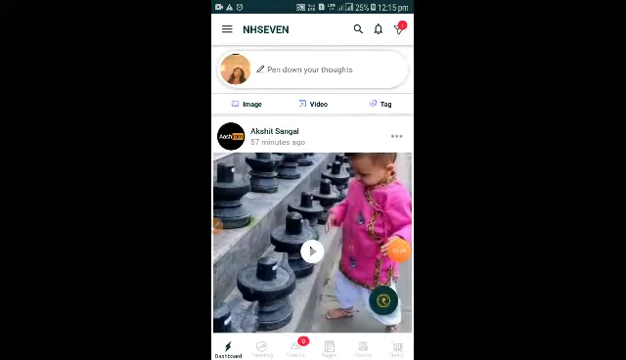 25% 12:15 pm
NHSEVEN
Pen down your thoughts
Image Video Tag
Akshit Sangal
57 minutes ago
Dashboard